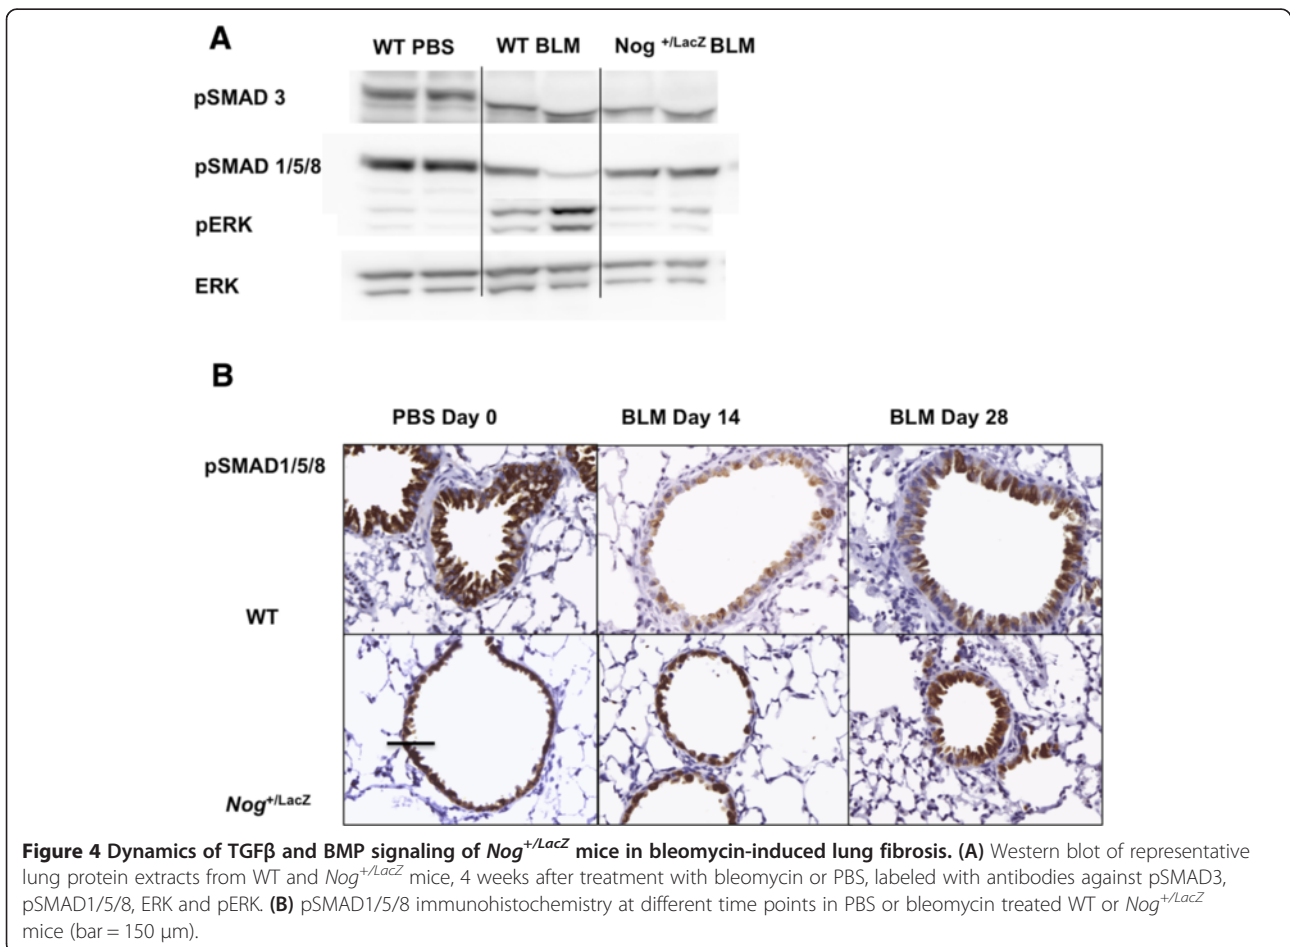 A
WT PBS WT BLM Nog +/LacZ BLM
pSMAD 3
pSMAD 1/5/8
pERK
ERK
B
PBS Day 0 BLM Day 14 BLM Day 28
pSMAD1/5/8
WT
Nog+/LacZ
Figure 4 Dynamics of TGFβ and BMP signaling of Nog+/LacZ mice in bleomycin-induced lung fibrosis. (A) Western blot of representative
lung protein extracts from WT and Nog+/LacZ mice, 4 weeks after treatment with bleomycin or PBS, labeled with antibodies against pSMAD3,
pSMAD1/5/8, ERK and pERK. (B) pSMAD1/5/8 immunohistochemistry at different time points in PBS or bleomycin treated WT or Nog+/LacZ
mice (bar = 150 μm).